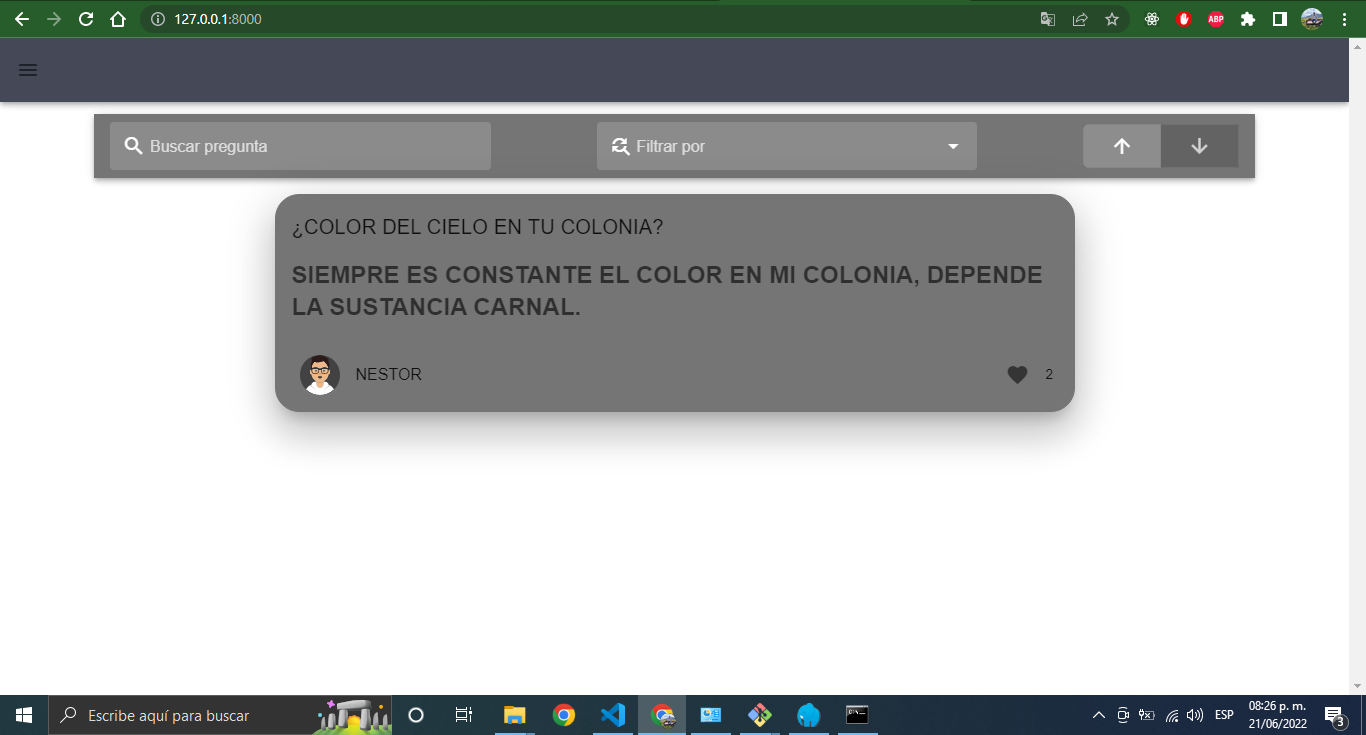 127.0.0.1:8000
ABP
Buscar pregunta
Filtrar por
¿COLOR DEL CIELO EN TU COLONIA?
SIEMPRE ES CONSTANTE EL COLOR EN MI COLONIA, DEPENDE
LA SUSTANCIA CARNAL.
NESTOR
2
Escribe aquí para buscar
ESP
08:26 p. m.
21/06/2022
3